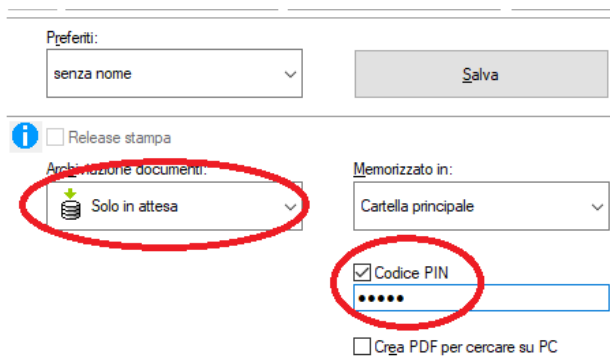 Preferiti:
senza nome
Salva
Release stampa
Archiviazione documenti:
Memorizzato in:
Solo in attesa
Cartella principale
Codice PIN
•••••
Crea PDF per cercare su PC